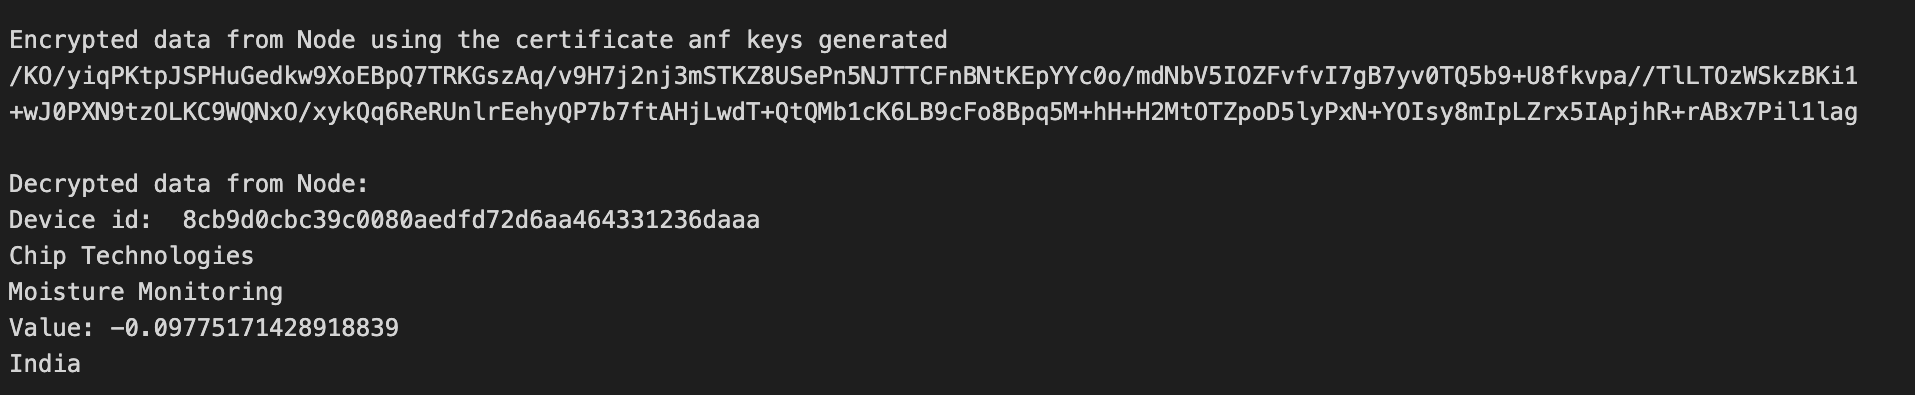 Encrypted data from Node using the certificate anf keys generated
/KO/yiqPKtpJSPHuGedkw9XoEBpQ7TRKGszAq/v9H7j2nj3mSTKZ8USePn5NJTTCFnBNtKEpYYc0o/mdNbV5IOZFvfvI7gB7yv0TQ5b9+U8fkvpa//TlLTOzWSkzBKi1
+wJ0PXN9tzOLKC9WQNxO/xykQq6ReRUnlrEehyQP7b7ftAHjLwdT+QtQMb1cK6LB9cFo8Bpq5M+hH+H2MtOTZpoD5lyPxN+YOIsy8mIpLZrx5IApjhR+rABx7Pil1lag
Decrypted data from Node:
Device id:  8cb9d0cbc39c0080aedfd72d6aa464331236daaa
Chip Technologies
Moisture Monitoring
Value: -0.09775171428918839
India